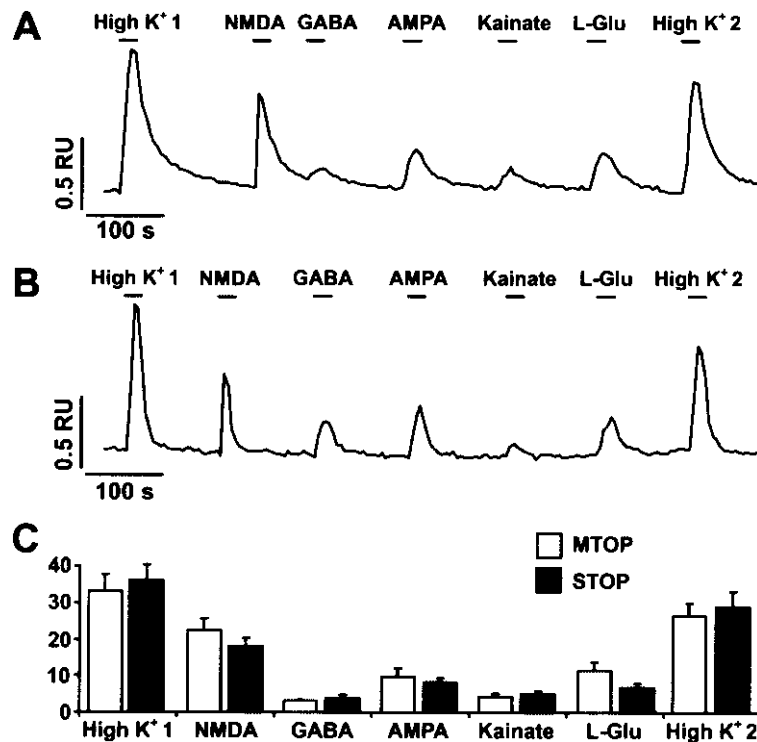 A
High K⁺ 1 NMDA GABA AMPA Kainate L-Glu High K⁺ 2
0.5 RU
100 s
B
High K⁺ 1 NMDA GABA AMPA Kainate L-Glu High K⁺ 2
0.5 RU
100 s
C
MTOP
STOP
40
30
20
10
0
High K⁺ 1 NMDA GABA AMPA Kainate L-Glu High K⁺ 2